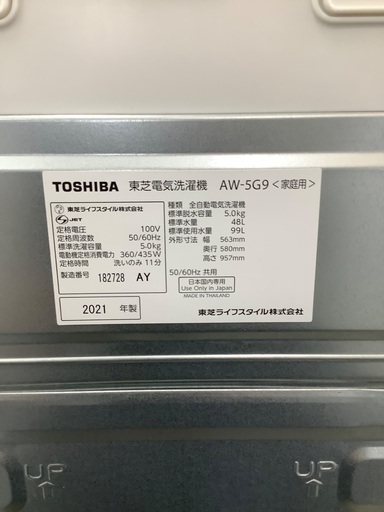 TOSHIBA 東芝電気洗濯機 AW-5G9 <家庭用>
東芝ライフスタイル株式会社
JET
定格電圧 100V
定格周波数 50/60Hz
標準洗濯容量 5.0kg
電動機定格消費電力 360/435W
定格時間 洗いのみ 11分
製造番号 182728 AY
2021 年製
種類 全自動電気洗濯機
標準脱水容量 5.0kg
標準水量 48L
標準使用水量 99L
外形寸法 幅 563mm
奥行 580mm
高さ 957mm
50/60Hz 共用
日本国内専用
Use Only in Japan
MADE IN THAILAND
東芝ライフスタイル株式会社
UP
UP